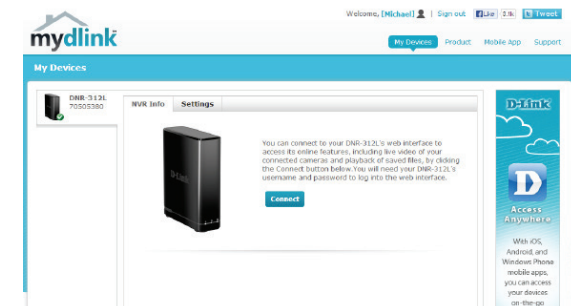 Welcome, [Michael] | Sign out Like 2.8k Tweet
mydlink
My Devices Product Mobile App Support
My Devices
DNR-312L
70505380
NVR Info Settings
You can connect to your DNR-312L's web interface to
access its online features, including live video of your
connected cameras and playback of saved files, by clicking
the Connect button below.You will need your DNR-312L's
username and password to log into the web interface.
Connect
D-Link
D-Link
D
Access
Anywhere
With iOS,
Android, and
Windows Phone
mobile apps,
you can access
your devices
on-the-go